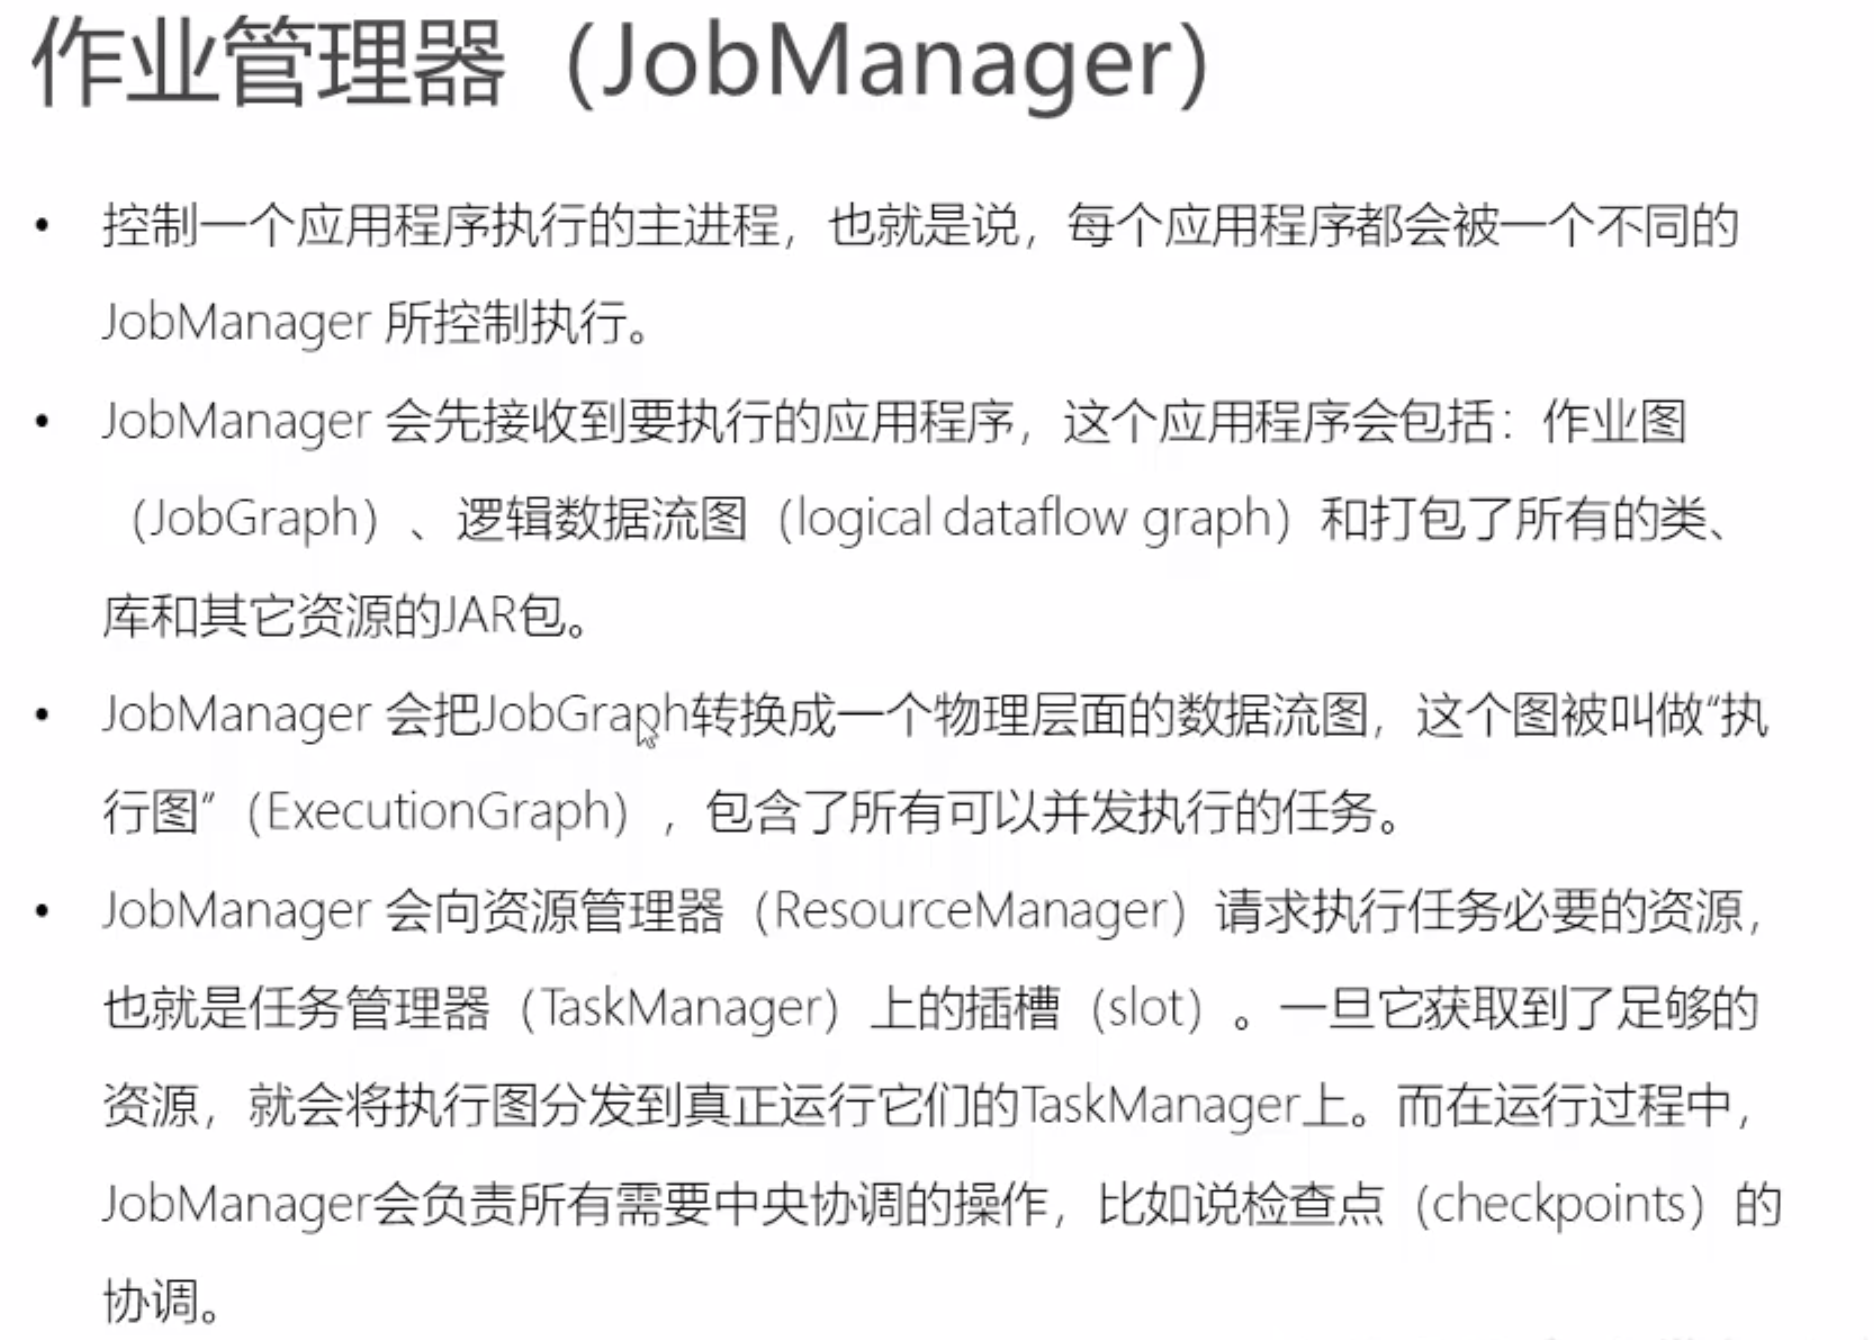 作业管理器（JobManager）
• 控制一个应用程序执行的主进程，也就是说，每个应用程序都会被一个不同的
JobManager 所控制执行。
• JobManager 会先接收到要执行的应用程序，这个应用程序会包括：作业图
（JobGraph）、逻辑数据流图（logical dataflow graph）和打包了所有的类、
库和其它资源的JAR包。
• JobManager 会把JobGraph转换成一个物理层面的数据流图，这个图被叫做“执
行图”（ExecutionGraph），包含了所有可以并发执行的任务。
• JobManager 会向资源管理器（ResourceManager）请求执行任务必要的资源，
也就是任务管理器（TaskManager）上的插槽（slot）。一旦它获取到了足够的
资源，就会将执行图分发到真正运行它们的TaskManager上。而在运行过程中，
JobManager会负责所有需要中央协调的操作，比如说检查点（checkpoints）的
协调。